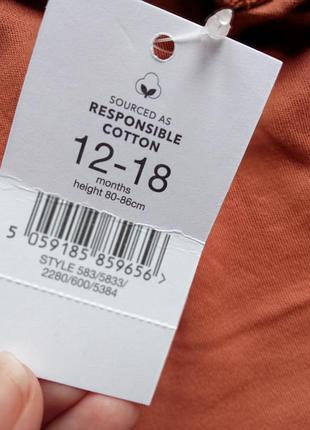 SOURCED AS
RESPONSIBLE
COTTON
12-18
months
height 80-86cm
5 059185 859656 >
STYLE 583/5833/
2280/600/5384